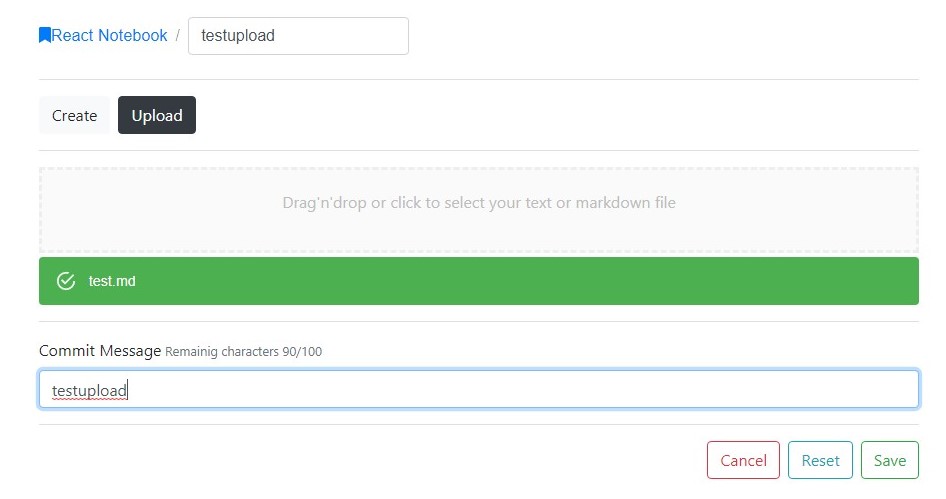 React Notebook / testupload
Create Upload
Drag'n'drop or click to select your text or markdown file
test.md
Commit Message Remainig characters 90/100
testupload
Cancel Reset Save